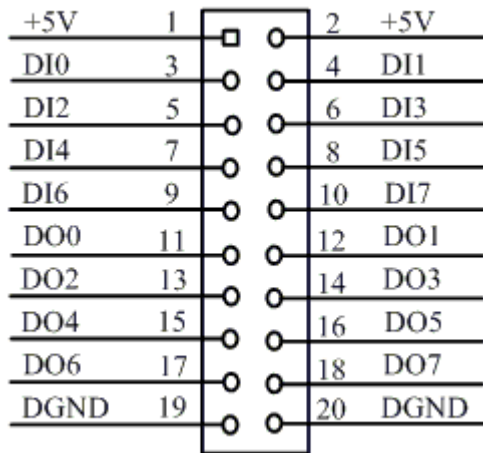 +5V 1 2 +5V
DI0 3 4 DI1
DI2 5 6 DI3
DI4 7 8 DI5
DI6 9 10 DI7
DO0 11 12 DO1
DO2 13 14 DO3
DO4 15 16 DO5
DO6 17 18 DO7
DGND 19 20 DGND